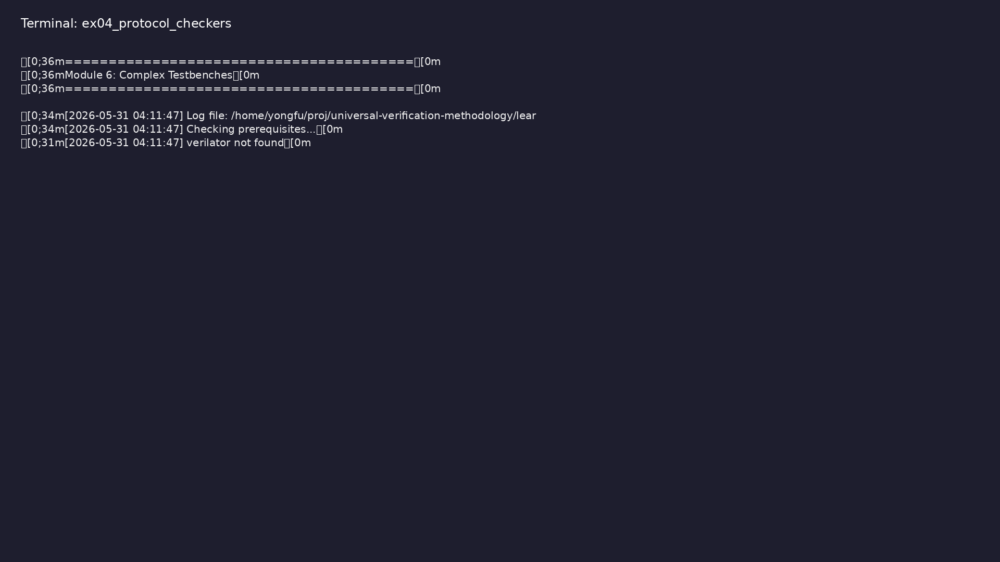 Terminal: ex04_protocol_checkers
▯[0;36m========================================▯[0m
▯[0;36mModule 6: Complex Testbenches▯[0m
▯[0;36m========================================▯[0m
▯[0;34m[2026-05-31 04:11:47] Log file: /home/yongfu/proj/universal-verification-methodology/lear
▯[0;34m[2026-05-31 04:11:47] Checking prerequisites...▯[0m
▯[0;31m[2026-05-31 04:11:47] verilator not found▯[0m